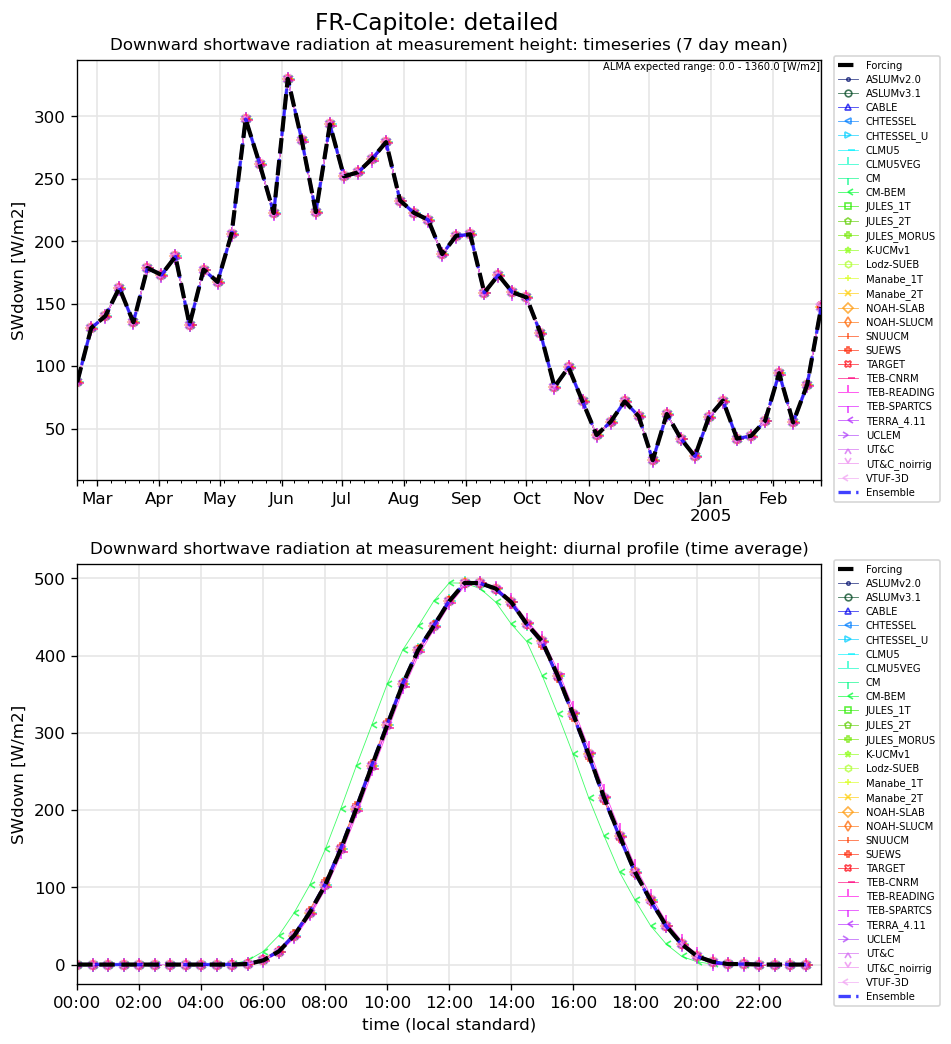 FR-Capitole: detailed
Downward shortwave radiation at measurement height: timeseries (7 day mean)
ALMA expected range: 0.0 - 1360.0 [W/m2]
SWdown [W/m2]
300
250
200
150
100
50
Mar Apr May Jun Jul Aug Sep Oct Nov Dec Jan Feb
2005
Forcing
ASLUMv2.0
ASLUMv3.1
CABLE
CHTESSEL
CHTESSEL_U
CLMU5
CLMU5VEG
CM
CM-BEM
JULES_1T
JULES_2T
JULES_MORUS
K-UCMv1
Lodz-SUEB
Manabe_1T
Manabe_2T
NOAH-SLAB
NOAH-SLUCM
SNUUCM
SUEWS
TARGET
TEB-CNRM
TEB-READING
TEB-SPARTCS
TERRA_4.11
UCLEM
UT&C
UT&C_noirrig
VTUF-3D
Ensemble
Downward shortwave radiation at measurement height: diurnal profile (time average)
SWdown [W/m2]
500
400
300
200
100
0
00:00 02:00 04:00 06:00 08:00 10:00 12:00 14:00 16:00 18:00 20:00 22:00
time (local standard)
Forcing
ASLUMv2.0
ASLUMv3.1
CABLE
CHTESSEL
CHTESSEL_U
CLMU5
CLMU5VEG
CM
CM-BEM
JULES_1T
JULES_2T
JULES_MORUS
K-UCMv1
Lodz-SUEB
Manabe_1T
Manabe_2T
NOAH-SLAB
NOAH-SLUCM
SNUUCM
SUEWS
TARGET
TEB-CNRM
TEB-READING
TEB-SPARTCS
TERRA_4.11
UCLEM
UT&C
UT&C_noirrig
VTUF-3D
Ensemble